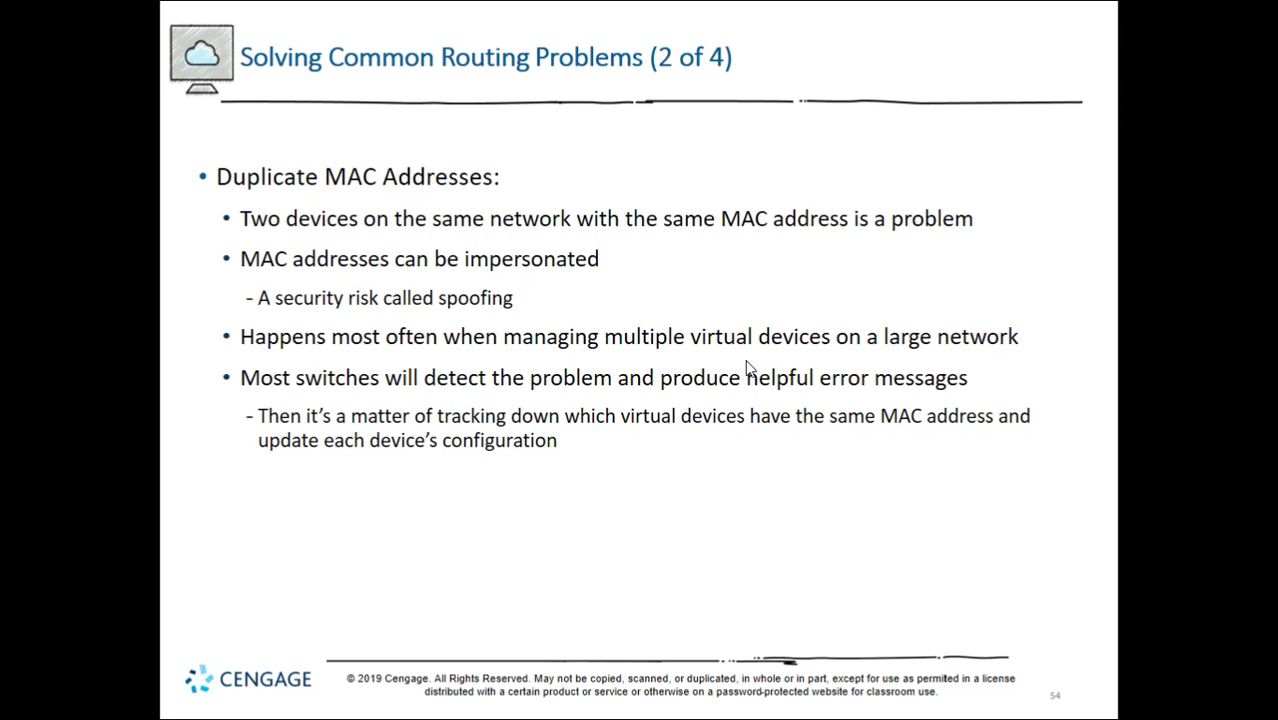 Solving Common Routing Problems (2 of 4)
• Duplicate MAC Addresses:
• Two devices on the same network with the same MAC address is a problem
• MAC addresses can be impersonated
- A security risk called spoofing
• Happens most often when managing multiple virtual devices on a large network
• Most switches will detect the problem and produce helpful error messages
- Then it’s a matter of tracking down which virtual devices have the same MAC address and
update each device’s configuration
CENGAGE
© 2019 Cengage. All Rights Reserved. May not be copied, scanned, or duplicated, in whole or in part, except for use as permitted in a license
distributed with a certain product or service or otherwise on a password-protected website for classroom use.
54